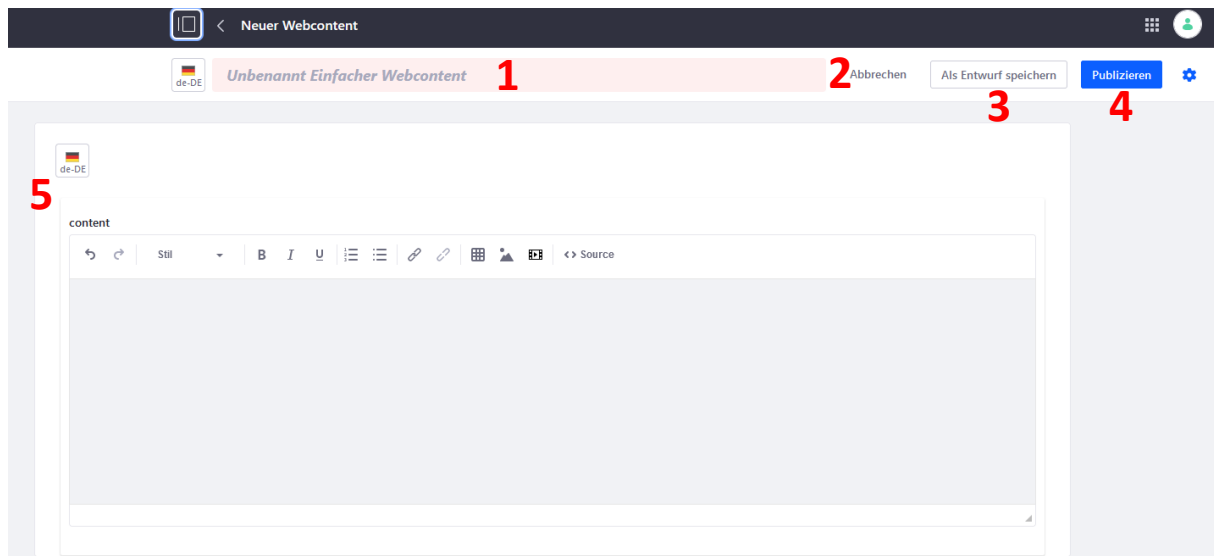 Neuer Webcontent
de-DE Unbenannt Einfacher Webcontent 1 2 Abbrechen Als Entwurf speichern Publizieren
3 4
de-DE
5
content
Stil B I U Source